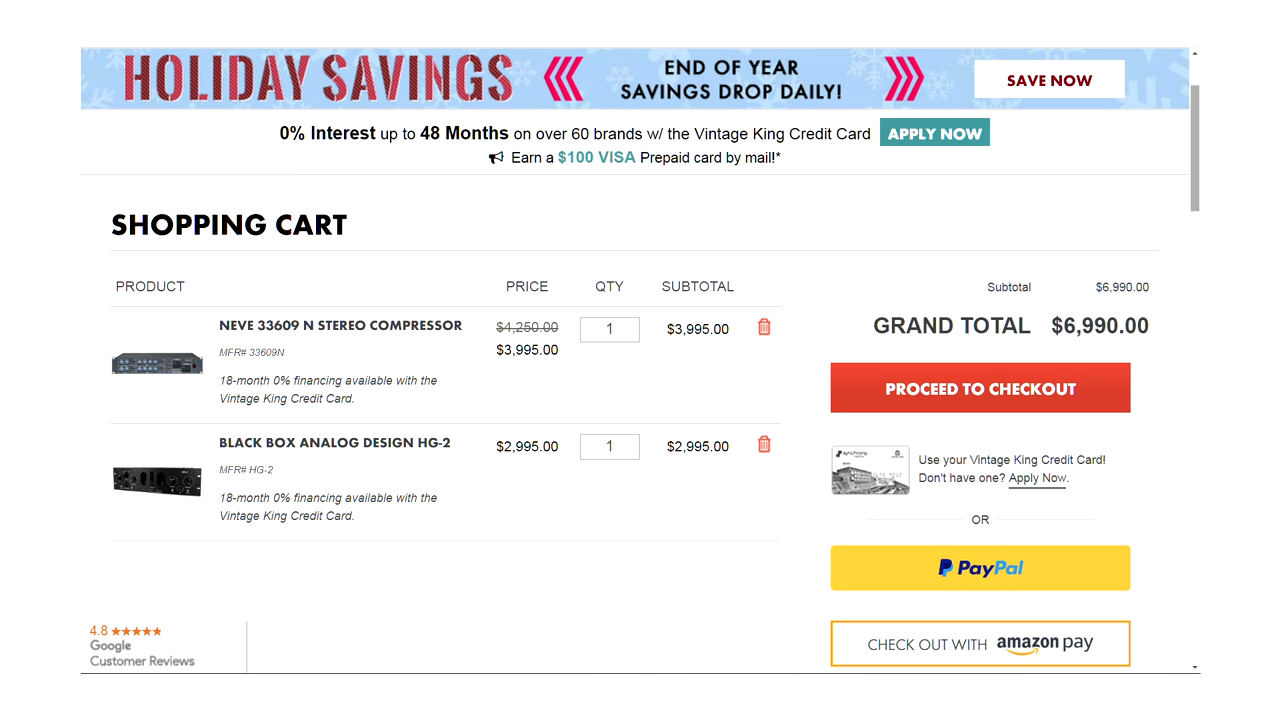 HOLIDAY SAVINGS
END OF YEAR
SAVINGS DROP DAILY!
SAVE NOW
0% Interest up to 48 Months on over 60 brands w/ the Vintage King Credit Card APPLY NOW
Earn a $100 VISA Prepaid card by mail!*
SHOPPING CART
PRODUCT PRICE QTY SUBTOTAL
NEVE 33609 N STEREO COMPRESSOR $4,250.00 1 $3,995.00
$3,995.00
MFR# 33609N
18-month 0% financing available with the
Vintage King Credit Card.
BLACK BOX ANALOG DESIGN HG-2 $2,995.00 1 $2,995.00
MFR# HG-2
18-month 0% financing available with the
Vintage King Credit Card.
Subtotal $6,990.00
GRAND TOTAL $6,990.00
PROCEED TO CHECKOUT
synchrony
Use your Vintage King Credit Card!
Don't have one? Apply Now.
OR
PayPal
CHECK OUT WITH amazon pay
4.8
Google
Customer Reviews